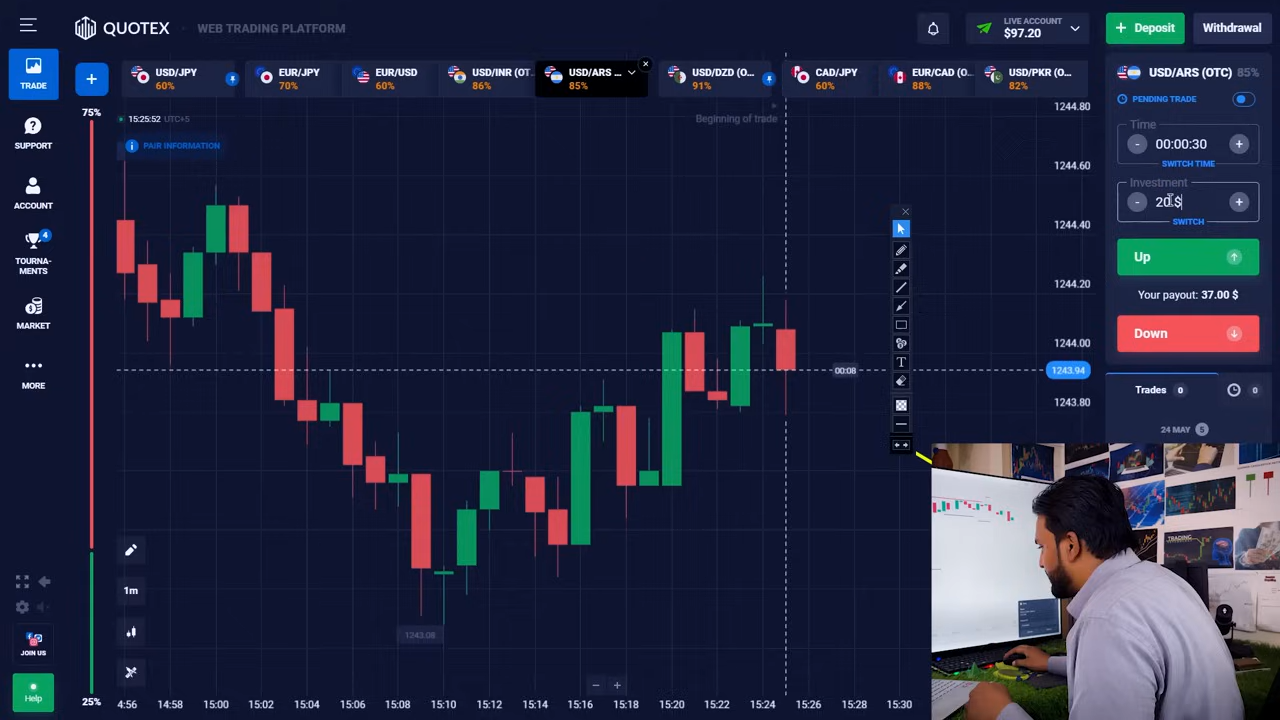 QUOTEX
WEB TRADING PLATFORM
LIVE ACCOUNT
$97.20
Deposit
Withdrawal
TRADE
SUPPORT
ACCOUNT
4
TOURNA-
MENTS
MARKET
MORE
JOIN US
Help
USD/JPY
60%
EUR/JPY
70%
EUR/USD
60%
USD/INR (OT...
86%
USD/ARS ...
85%
USD/DZD (O...
91%
CAD/JPY
60%
EUR/CAD (O...
88%
USD/PKR (O...
82%
75%
15:25:52 UTC+5
PAIR INFORMATION
Beginning of trade
1244.80
1244.60
1244.40
1244.20
1244.00
1243.94
1243.80
00:08
1243.08
1m
T
25%
4:56
14:58
15:00
15:02
15:04
15:06
15:08
15:10
15:12
15:14
15:16
15:18
15:20
15:22
15:24
15:26
15:28
15:30
USD/ARS (OTC) 85%
PENDING TRADE
Time
- 00:00:30 +
SWITCH TIME
Investment
- 20 $ +
SWITCH
Up
Your payout: 37.00 $
Down
Trades 0
0
24 MAY 5